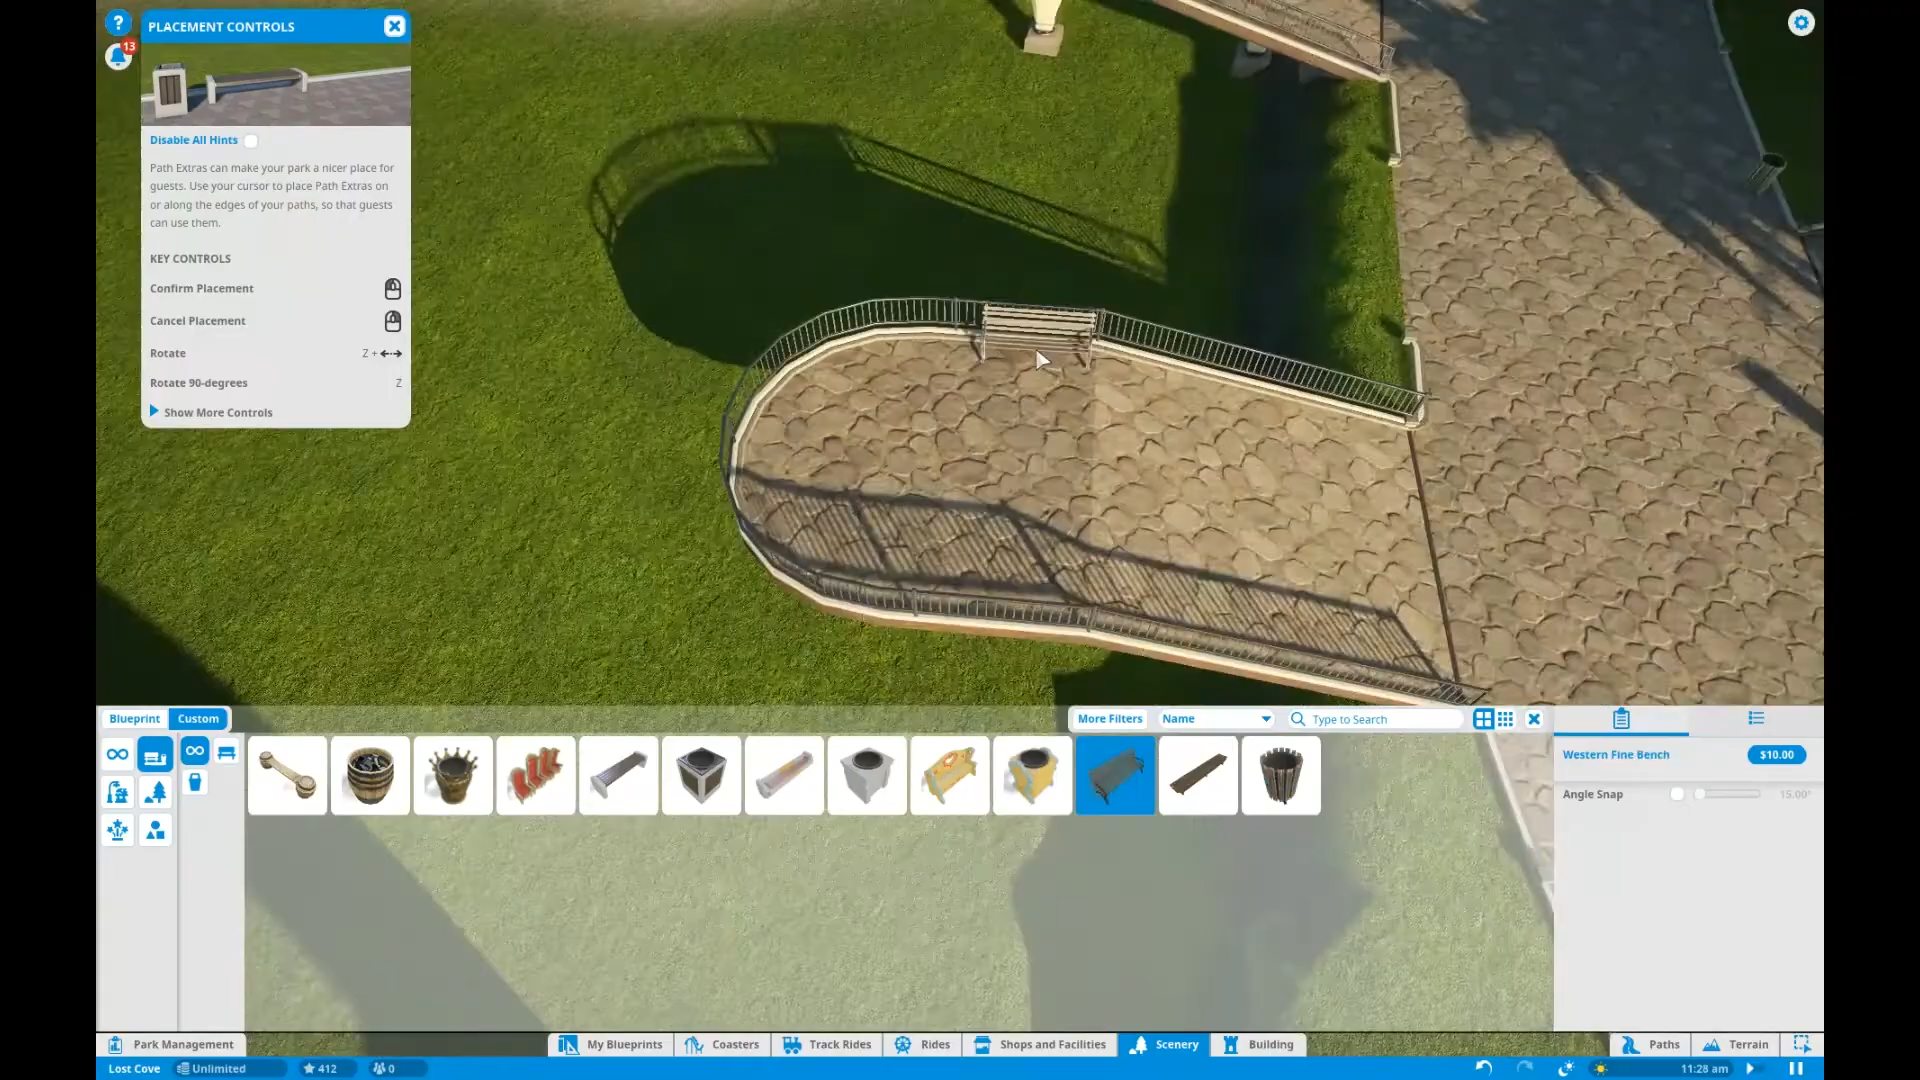 ?
13
PLACEMENT CONTROLS
Disable All Hints
Path Extras can make your park a nicer place for
guests. Use your cursor to place Path Extras on
or along the edges of your paths, so that guests
can use them.
KEY CONTROLS
Confirm Placement
Cancel Placement
Rotate Z +
Rotate 90-degrees Z
Show More Controls
Blueprint Custom More Filters Name Type to Search
Western Fine Bench $10.00
Angle Snap 15.00°
Park Management My Blueprints Coasters Track Rides Rides Shops and Facilities Scenery Building Paths Terrain
Lost Cove Unlimited 412 0 11:28 am